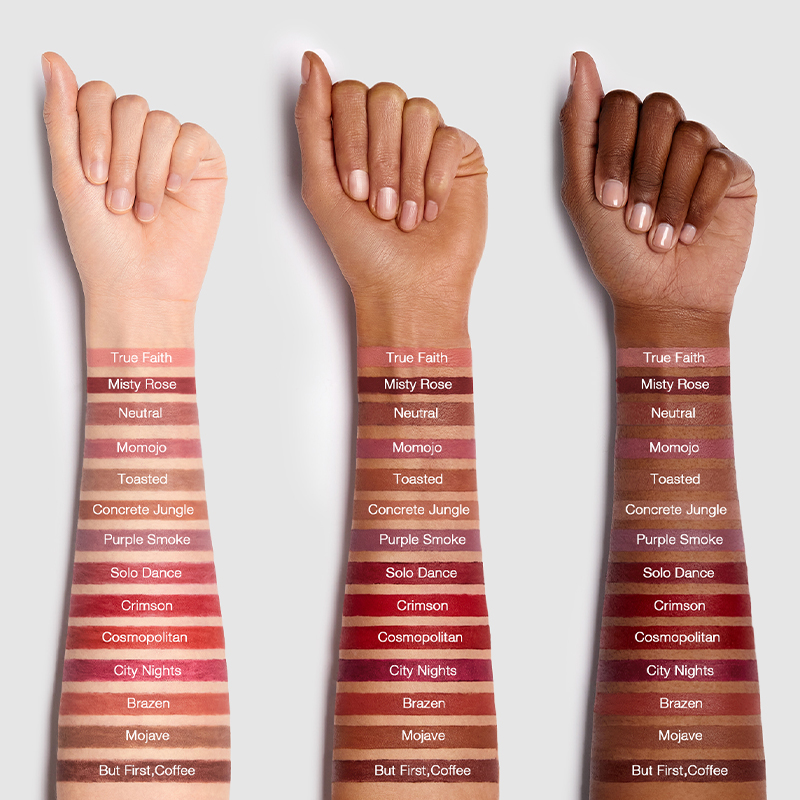 True Faith
Misty Rose
Neutral
Momojo
Toasted
Concrete Jungle
Purple Smoke
Solo Dance
Crimson
Cosmopolitan
City Nights
Brazen
Mojave
But First,Coffee
True Faith
Misty Rose
Neutral
Momojo
Toasted
Concrete Jungle
Purple Smoke
Solo Dance
Crimson
Cosmopolitan
City Nights
Brazen
Mojave
But First,Coffee
True Faith
Misty Rose
Neutral
Momojo
Toasted
Concrete Jungle
Purple Smoke
Solo Dance
Crimson
Cosmopolitan
City Nights
Brazen
Mojave
But First,Coffee